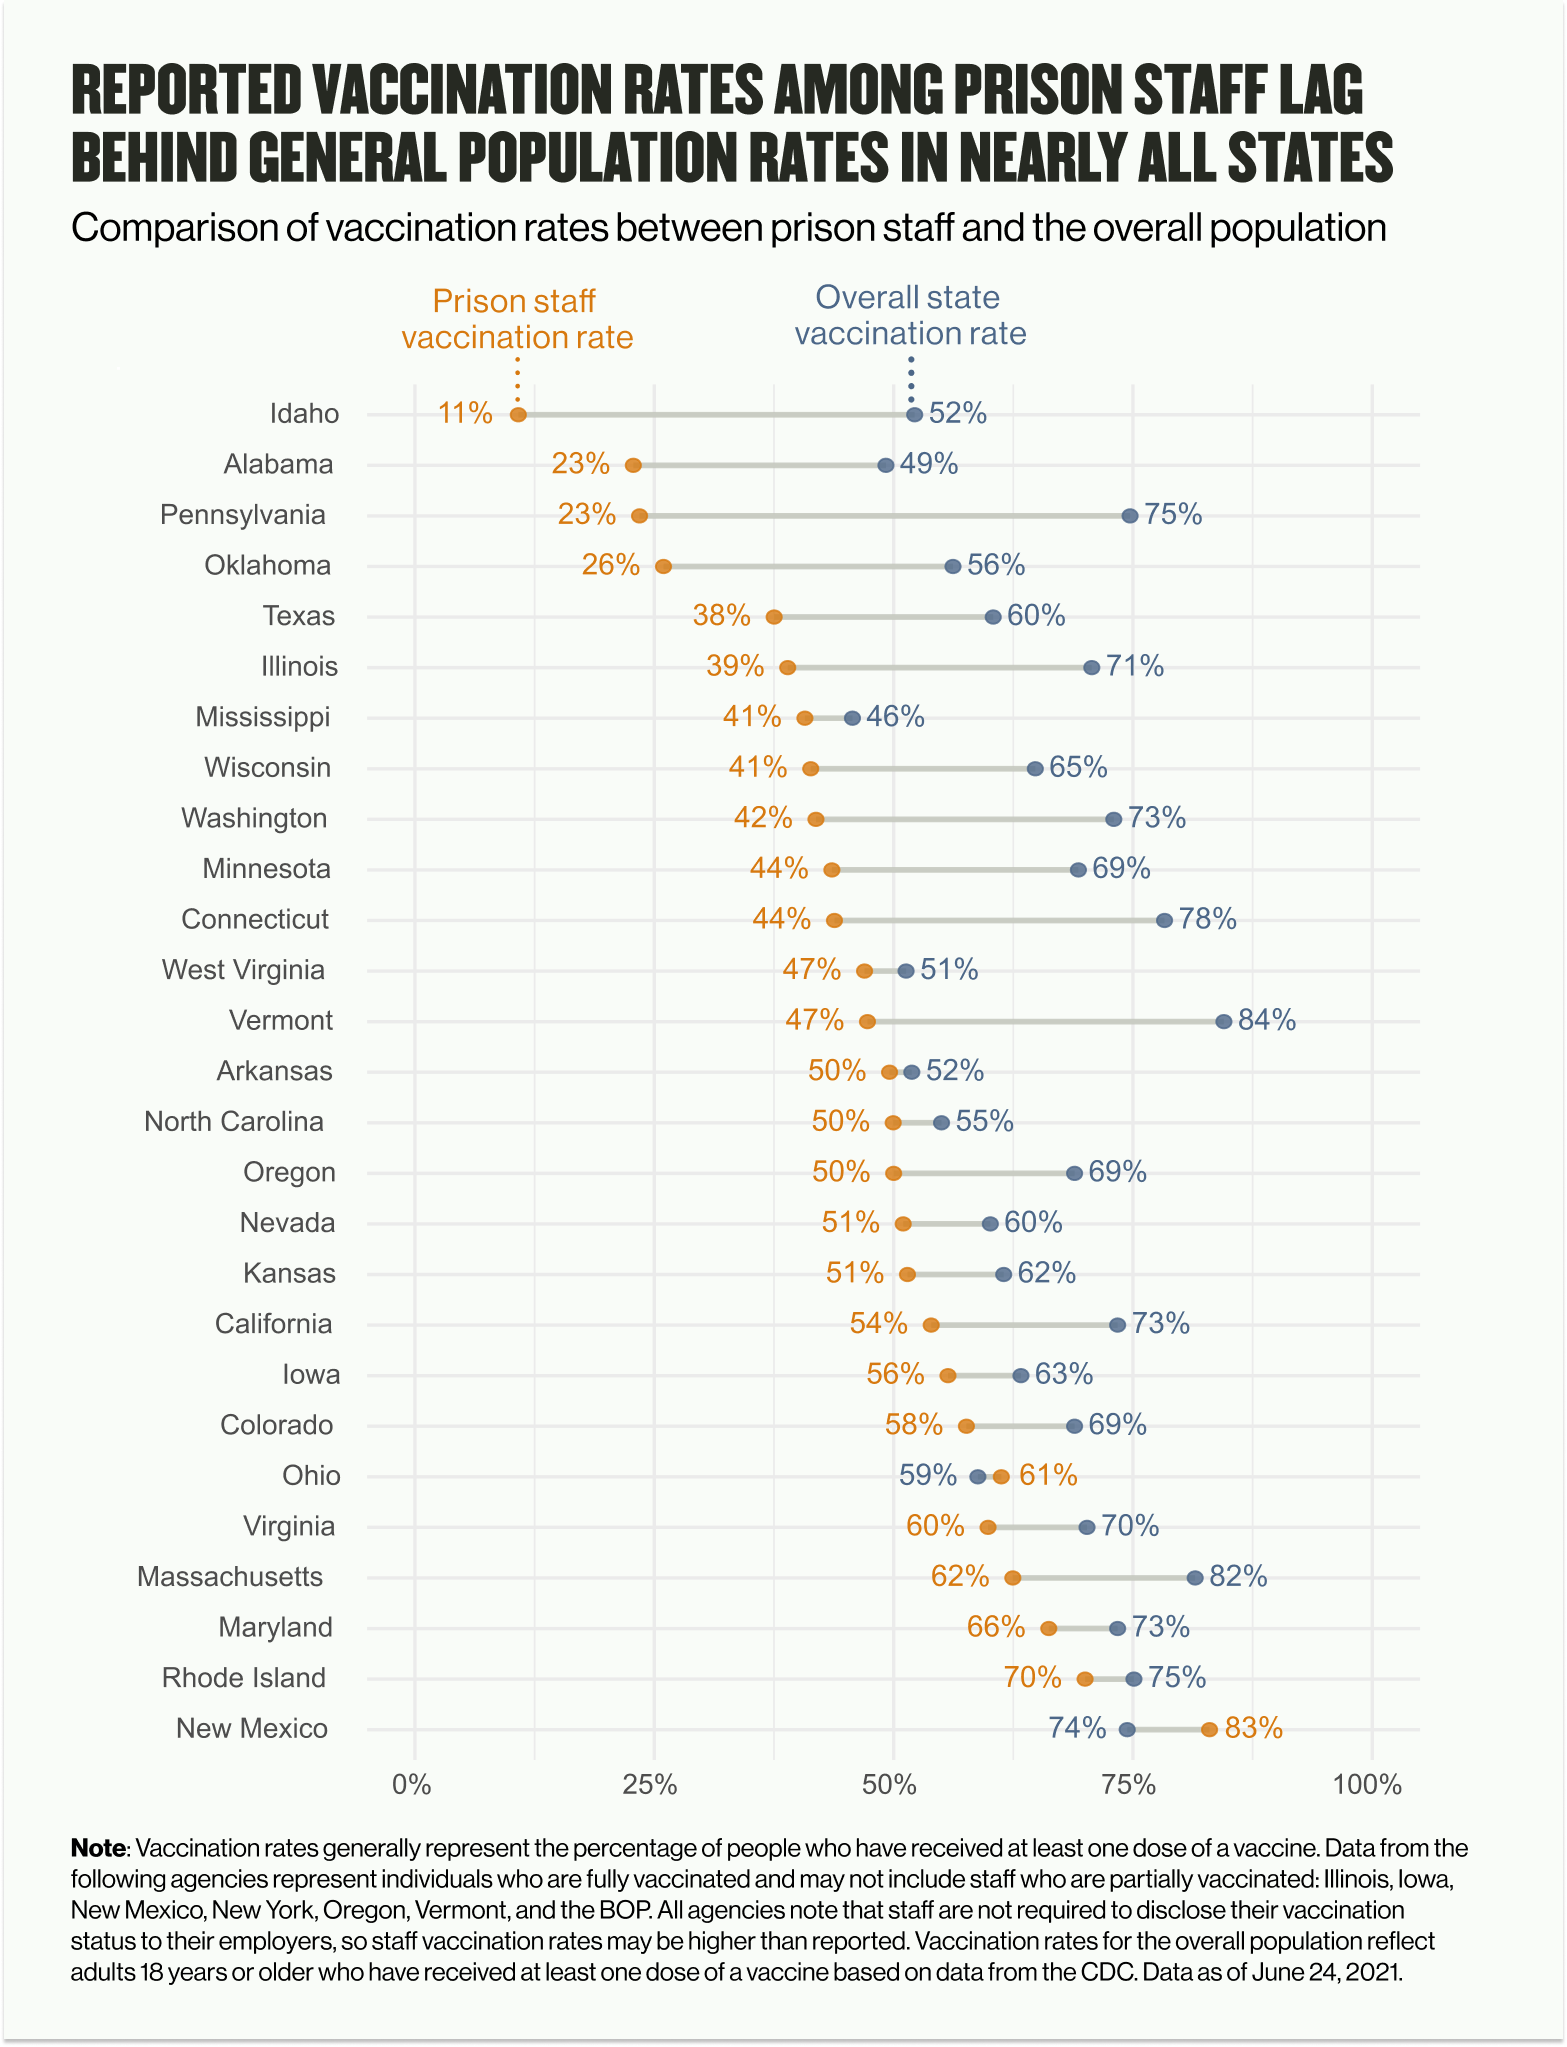 REPORTED VACCINATION RATES AMONG PRISON STAFF LAG
BEHIND GENERAL POPULATION RATES IN NEARLY ALL STATES
Comparison of vaccination rates between prison staff and the overall population
Prison staff
vaccination rate
Overall state
vaccination rate
Idaho 11% 52%
Alabama 23% 49%
Pennsylvania 23% 75%
Oklahoma 26% 56%
Texas 38% 60%
Illinois 39% 71%
Mississippi 41% 46%
Wisconsin 41% 65%
Washington 42% 73%
Minnesota 44% 69%
Connecticut 44% 78%
West Virginia 47% 51%
Vermont 47% 84%
Arkansas 50% 52%
North Carolina 50% 55%
Oregon 50% 69%
Nevada 51% 60%
Kansas 51% 62%
California 54% 73%
Iowa 56% 63%
Colorado 58% 69%
Ohio 59% 61%
Virginia 60% 70%
Massachusetts 62% 82%
Maryland 66% 73%
Rhode Island 70% 75%
New Mexico 74% 83%
0% 25% 50% 75% 100%
Note: Vaccination rates generally represent the percentage of people who have received at least one dose of a vaccine. Data from the
following agencies represent individuals who are fully vaccinated and may not include staff who are partially vaccinated: Illinois, Iowa,
New Mexico, New York, Oregon, Vermont, and the BOP. All agencies note that staff are not required to disclose their vaccination
status to their employers, so staff vaccination rates may be higher than reported. Vaccination rates for the overall population reflect
adults 18 years or older who have received at least one dose of a vaccine based on data from the CDC. Data as of June 24, 2021.